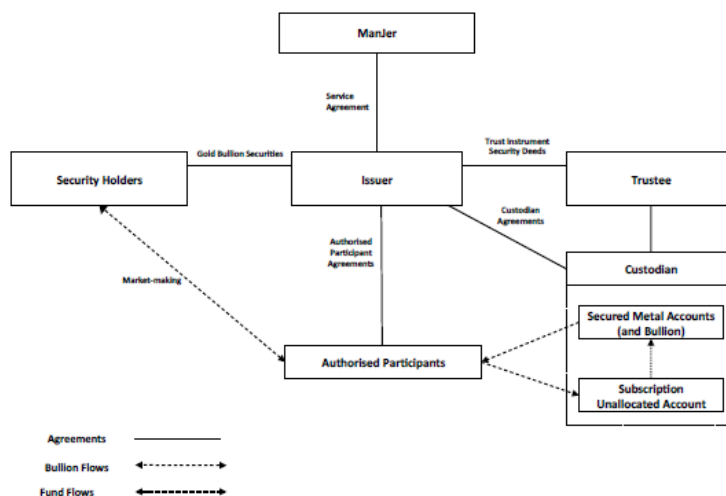 ManJer
Service
Agreement
Gold Bullion Securities
Trust Instrument
Security Deeds
Security Holders
Issuer
Trustee
Custodian
Agreements
Authorised
Participant
Agreements
Market-making
Custodian
Secured Metal Accounts
(and Bullion)
Authorised Participants
Subscription
Unallocated Account
Agreements
Bullion Flows
Fund Flows